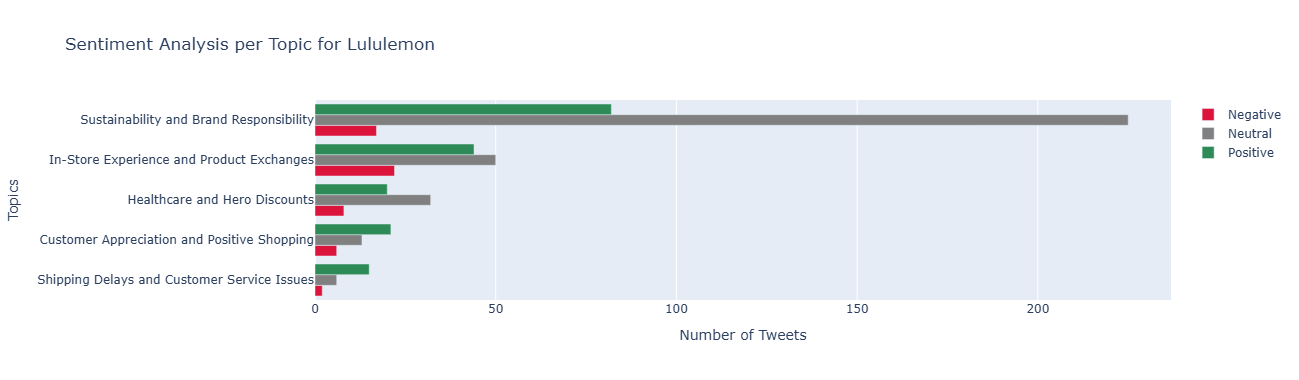 Sentiment Analysis per Topic for Lululemon
Sustainability and Brand Responsibility
In-Store Experience and Product Exchanges
Healthcare and Hero Discounts
Customer Appreciation and Positive Shopping
Shipping Delays and Customer Service Issues
Topics
0 50 100 150 200
Number of Tweets
Negative
Neutral
Positive